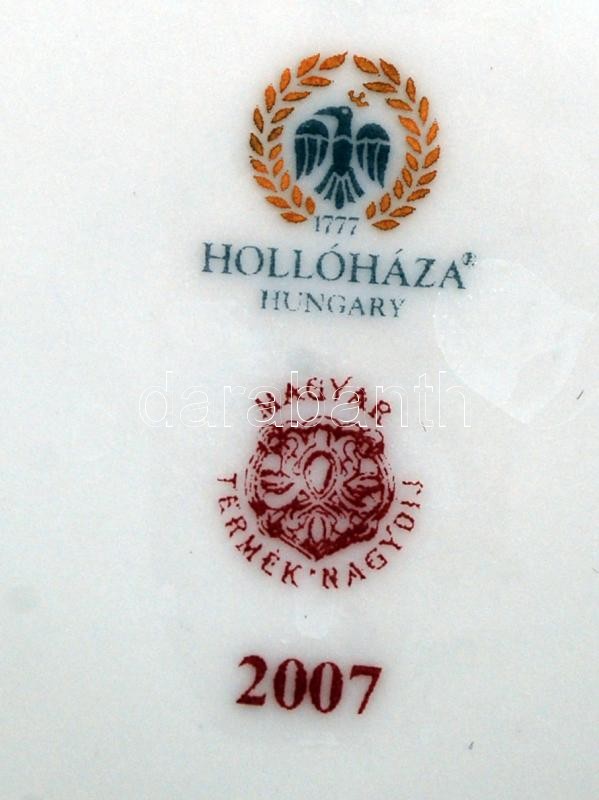 1777
HOLLÓHÁZA®
HUNGARY
MAGYAR
TERMÉK·NAGYDÍJ
2007
darabanth